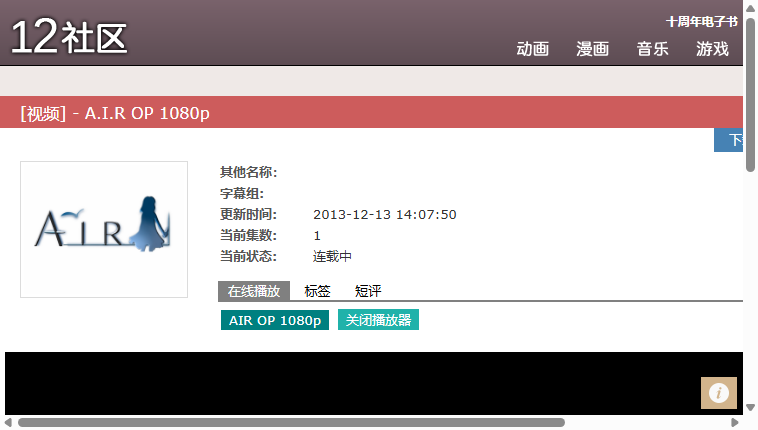 12社区
十周年电子书
动画 漫画 音乐 游戏
[视频] - A.I.R OP 1080p
下
AIR
其他名称:
字幕组:
更新时间: 2013-12-13 14:07:50
当前集数: 1
当前状态: 连载中
在线播放 标签 短评
AIR OP 1080p 关闭播放器
i